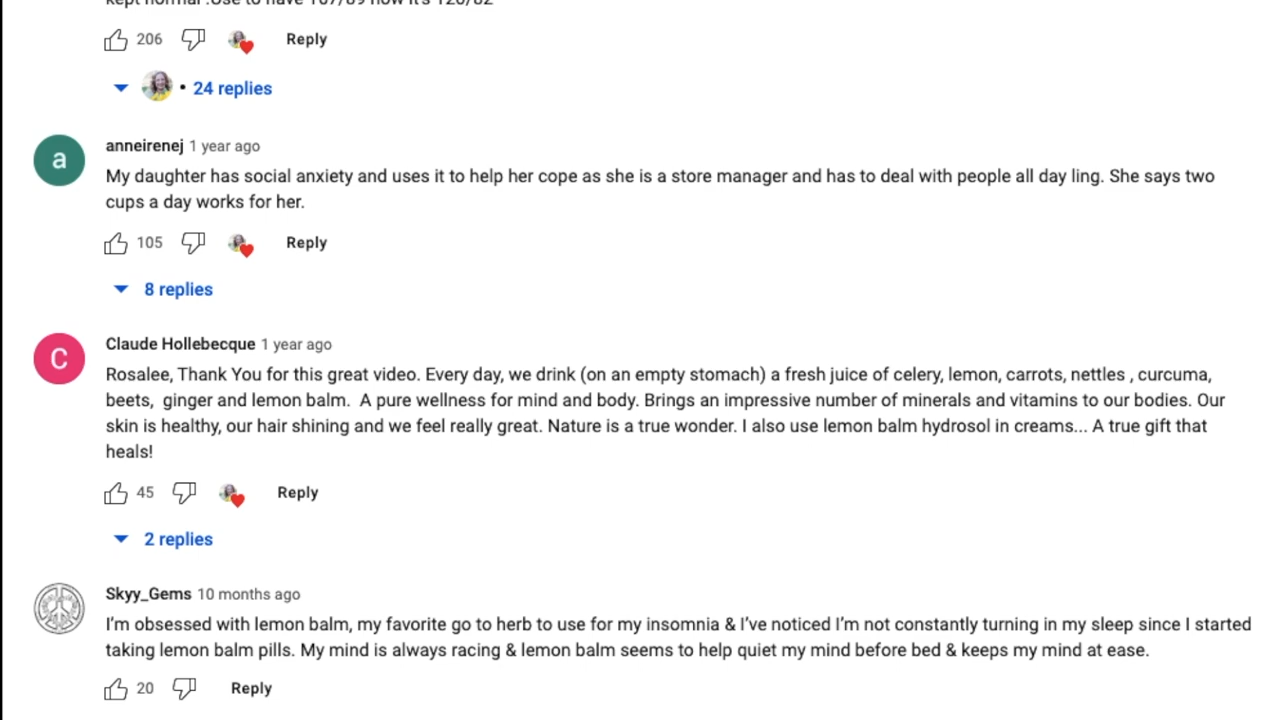 206 Reply
24 replies
a
anneirenej 1 year ago
My daughter has social anxiety and uses it to help her cope as she is a store manager and has to deal with people all day ling. She says two
cups a day works for her.
105 Reply
8 replies
C
Claude Hollebecque 1 year ago
Rosalee, Thank You for this great video. Every day, we drink (on an empty stomach) a fresh juice of celery, lemon, carrots, nettles , curcuma,
beets,  ginger and lemon balm.  A pure wellness for mind and body. Brings an impressive number of minerals and vitamins to our bodies. Our
skin is healthy, our hair shining and we feel really great. Nature is a true wonder. I also use lemon balm hydrosol in creams... A true gift that
heals!
45 Reply
2 replies
Skyy_Gems 10 months ago
I'm obsessed with lemon balm, my favorite go to herb to use for my insomnia & I've noticed I'm not constantly turning in my sleep since I started
taking lemon balm pills. My mind is always racing & lemon balm seems to help quiet my mind before bed & keeps my mind at ease.
20 Reply